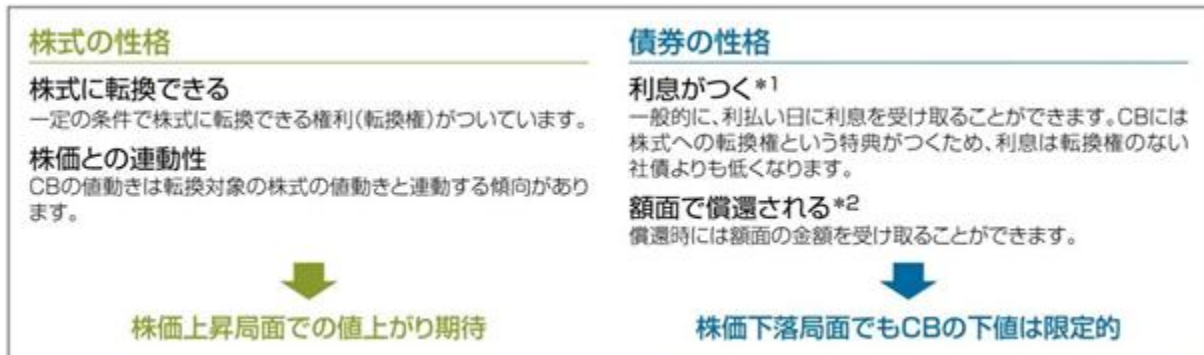 株式の性格
株式に転換できる
一定の条件で株式に転換できる権利(転換権)がついています。
株価との連動性
CBの値動きは転換対象の株式の値動きと連動する傾向があり
ます。
株価上昇局面での値上がり期待
債券の性格
利息がつく*1
一般的に、利払い日に利息を受け取ることができます。CBには
株式への転換権という特典がつくため、利息は転換権のない
社債よりも低くなります。
額面で償還される*2
償還時には額面の金額を受け取ることができます。
株価下落局面でもCBの下値は限定的